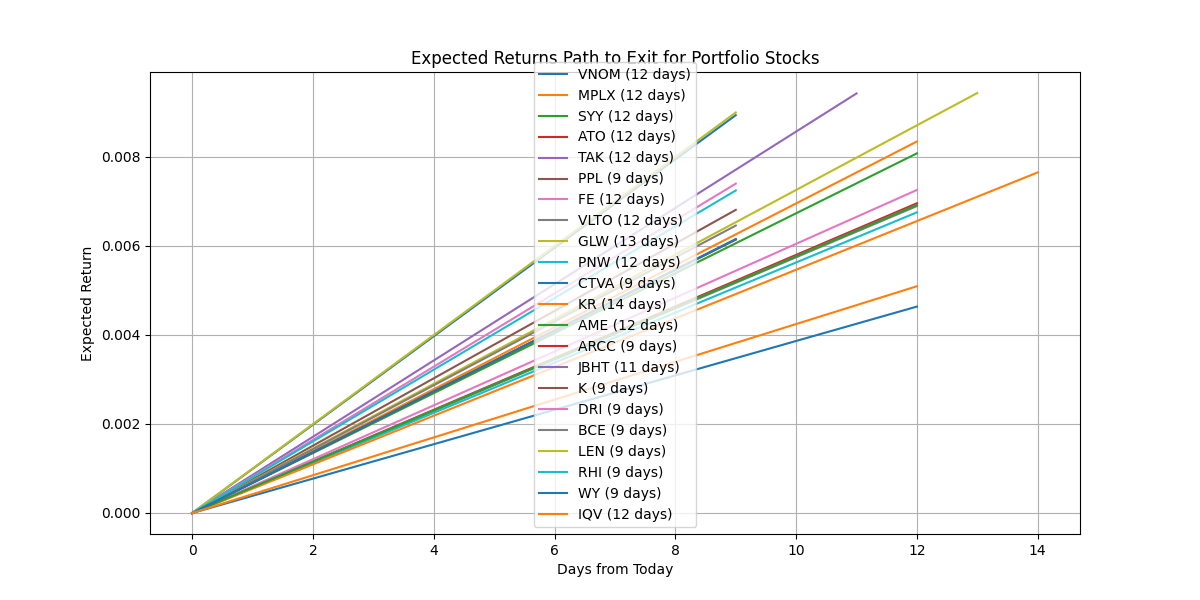 Expected Returns Path to Exit for Portfolio Stocks
VNOM (12 days)
MPLX (12 days)
SYY (12 days)
ATO (12 days)
TAK (12 days)
PPL (9 days)
FE (12 days)
VLTO (12 days)
GLW (13 days)
PNW (12 days)
CTVA (9 days)
KR (14 days)
AME (12 days)
ARCC (9 days)
JBHT (11 days)
K (9 days)
DRI (9 days)
BCE (9 days)
LEN (9 days)
RHI (9 days)
WY (9 days)
IQV (12 days)
0.008
0.006
0.004
0.002
0.000
Expected Return
0 2 4 6 8 10 12 14
Days from Today